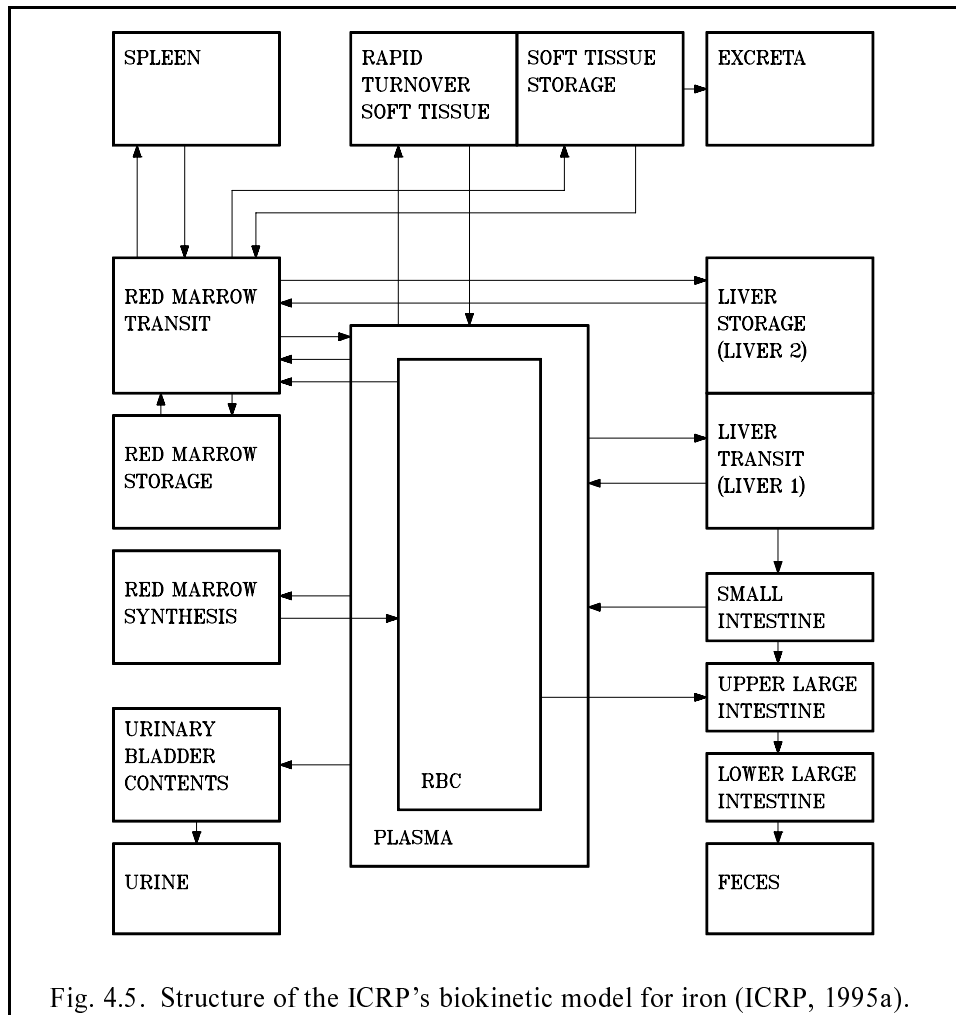 SPLEEN
RAPID
TURNOVER
SOFT TISSUE
SOFT TISSUE
STORAGE
EXCRETA
RED MARROW
TRANSIT
LIVER
STORAGE
(LIVER 2)
RED MARROW
STORAGE
LIVER
TRANSIT
(LIVER 1)
RED MARROW
SYNTHESIS
SMALL
INTESTINE
UPPER LARGE
INTESTINE
URINARY
BLADDER
CONTENTS
RBC
PLASMA
LOWER LARGE
INTESTINE
URINE
FECES
Fig. 4.5. Structure of the ICRP's biokinetic model for iron (ICRP, 1995a).